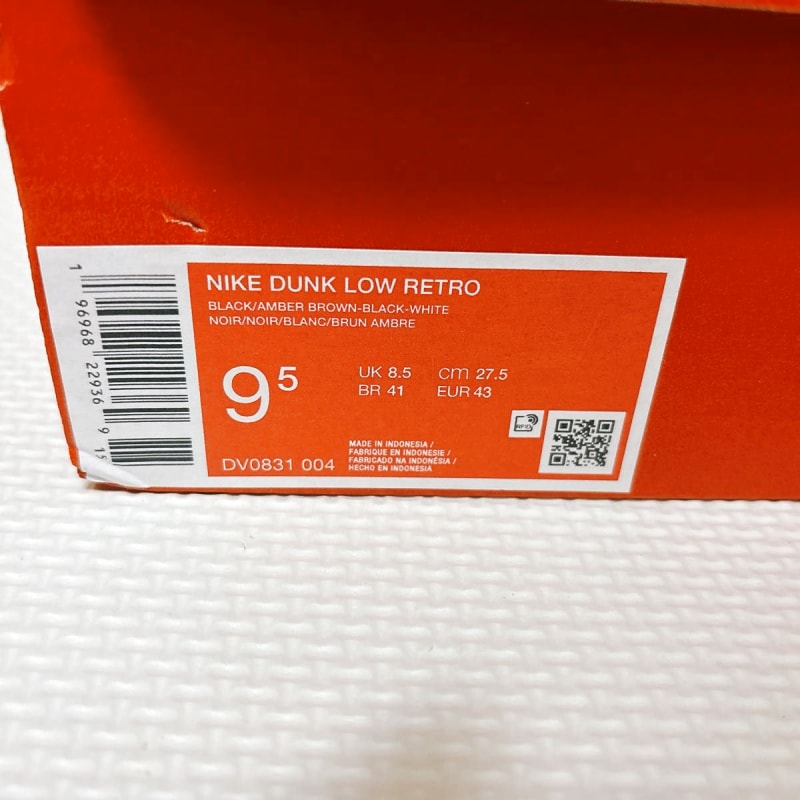 NIKE DUNK LOW RETRO
BLACK/AMBER BROWN-BLACK-WHITE
NOIR/NOIR/BLANC/BRUN AMBRE
9.5
UK 8.5 cm 27.5
BR 41 EUR 43
RFID
DV0831 004
MADE IN INDONESIA /
FABRIQUE EN INDONESIE /
FABRICADO NA INDONÉSIA /
HECHO EN INDONESIA
1 96968 22936 9